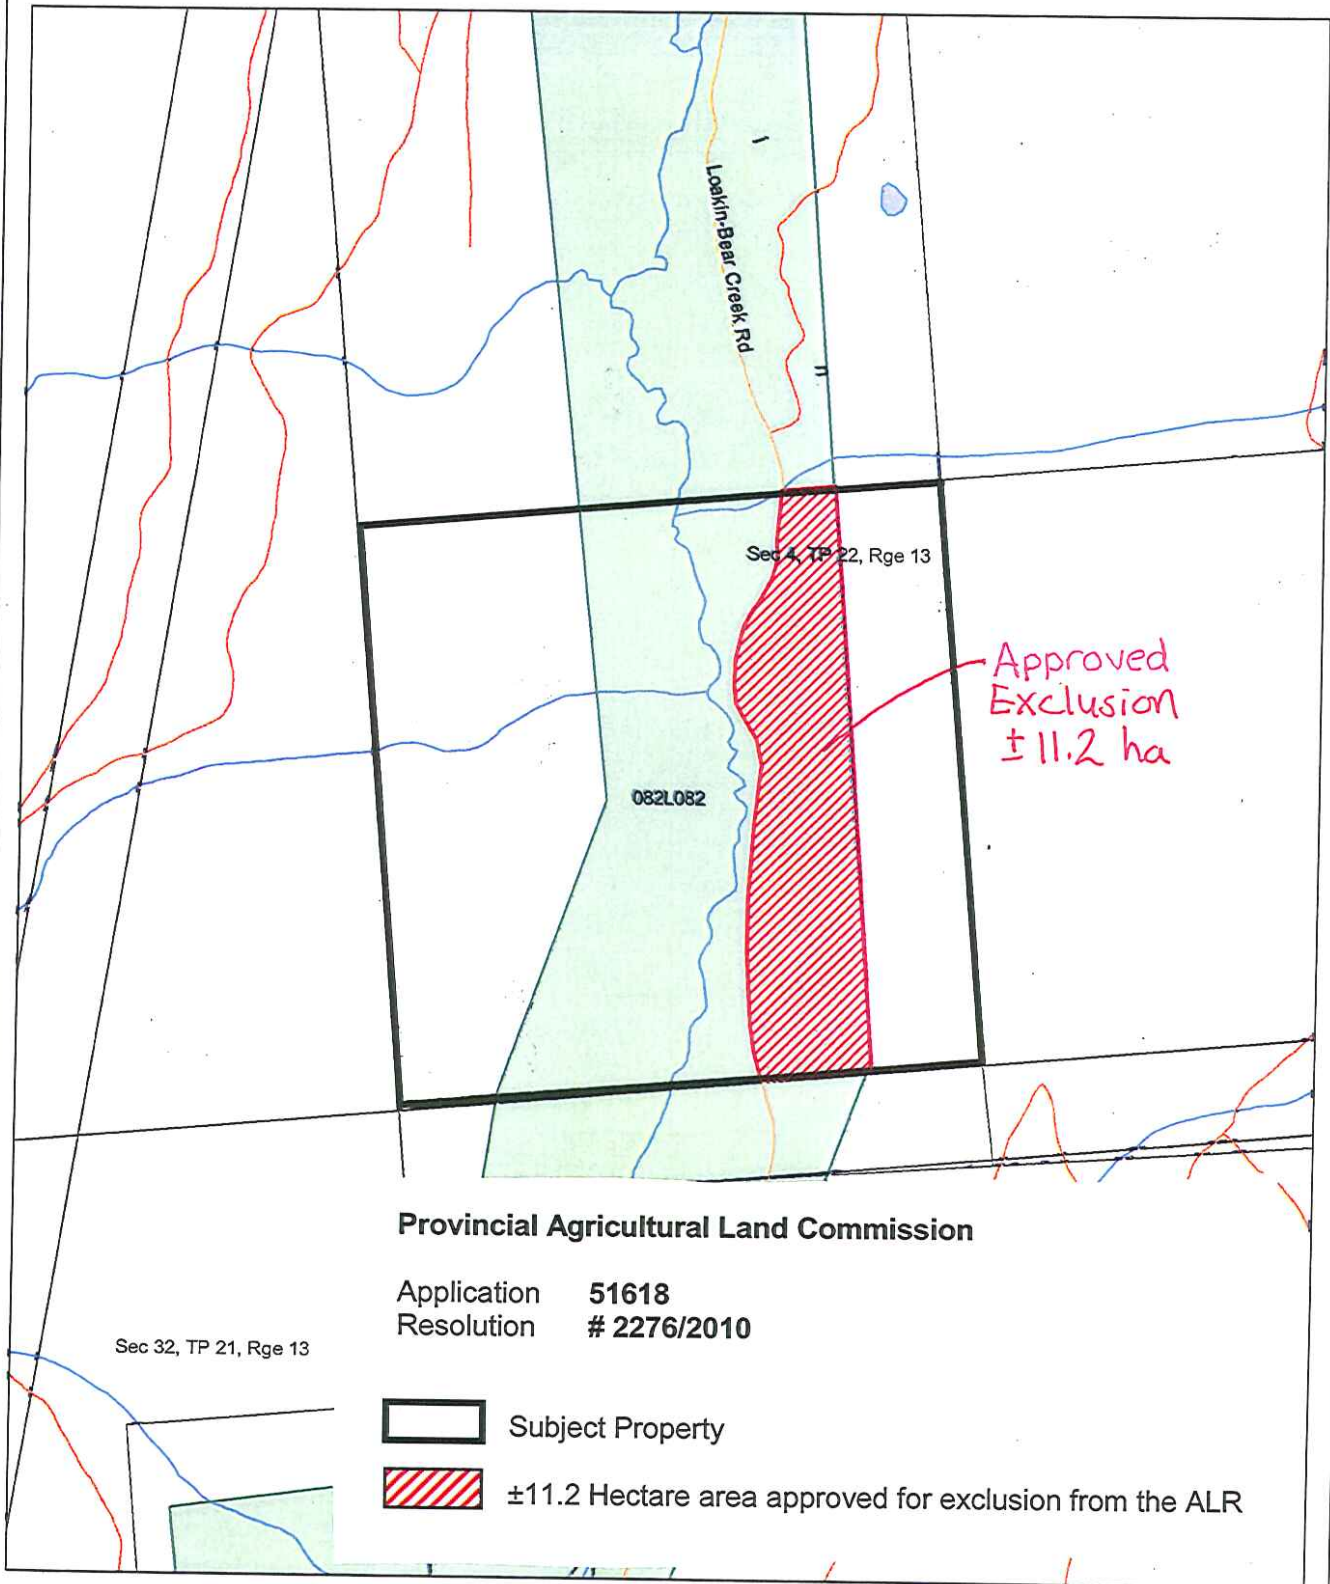 Loakin-Bear Creek Rd
Sec 4, TP 22, Rge 13
Approved
Exclusion
± 11.2 ha
082L082
Provincial Agricultural Land Commission
Application 51618
Resolution # 2276/2010
Sec 32, TP 21, Rge 13
Subject Property
±11.2 Hectare area approved for exclusion from the ALR